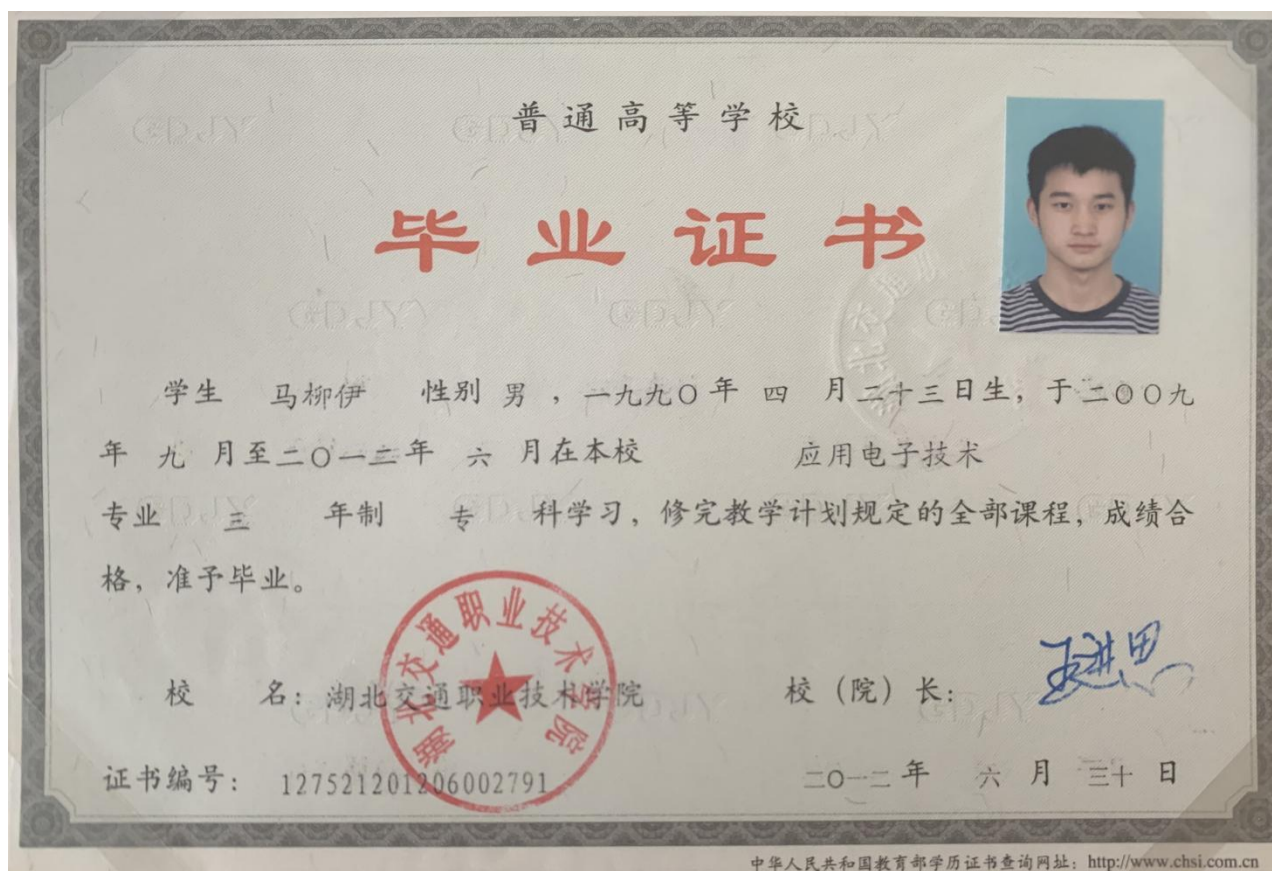 普通高等学校
毕业证书
学生 马柳伊 性别 男 ，一九九〇年 四 月二十三日生，于二〇〇九
年 九 月至二〇一二年 六 月在本校 应用电子技术
专业 三 年制 专 科学习，修完教学计划规定的全部课程，成绩合
格，准予毕业。
湖北交通职业技术学院
校 名：湖北交通职业技术学院 校（院）长：
证书编号： 127521201206002791 二〇一二年 六 月 三十 日
中华人民共和国教育部学历证书查询网址：http://www.chsi.com.cn